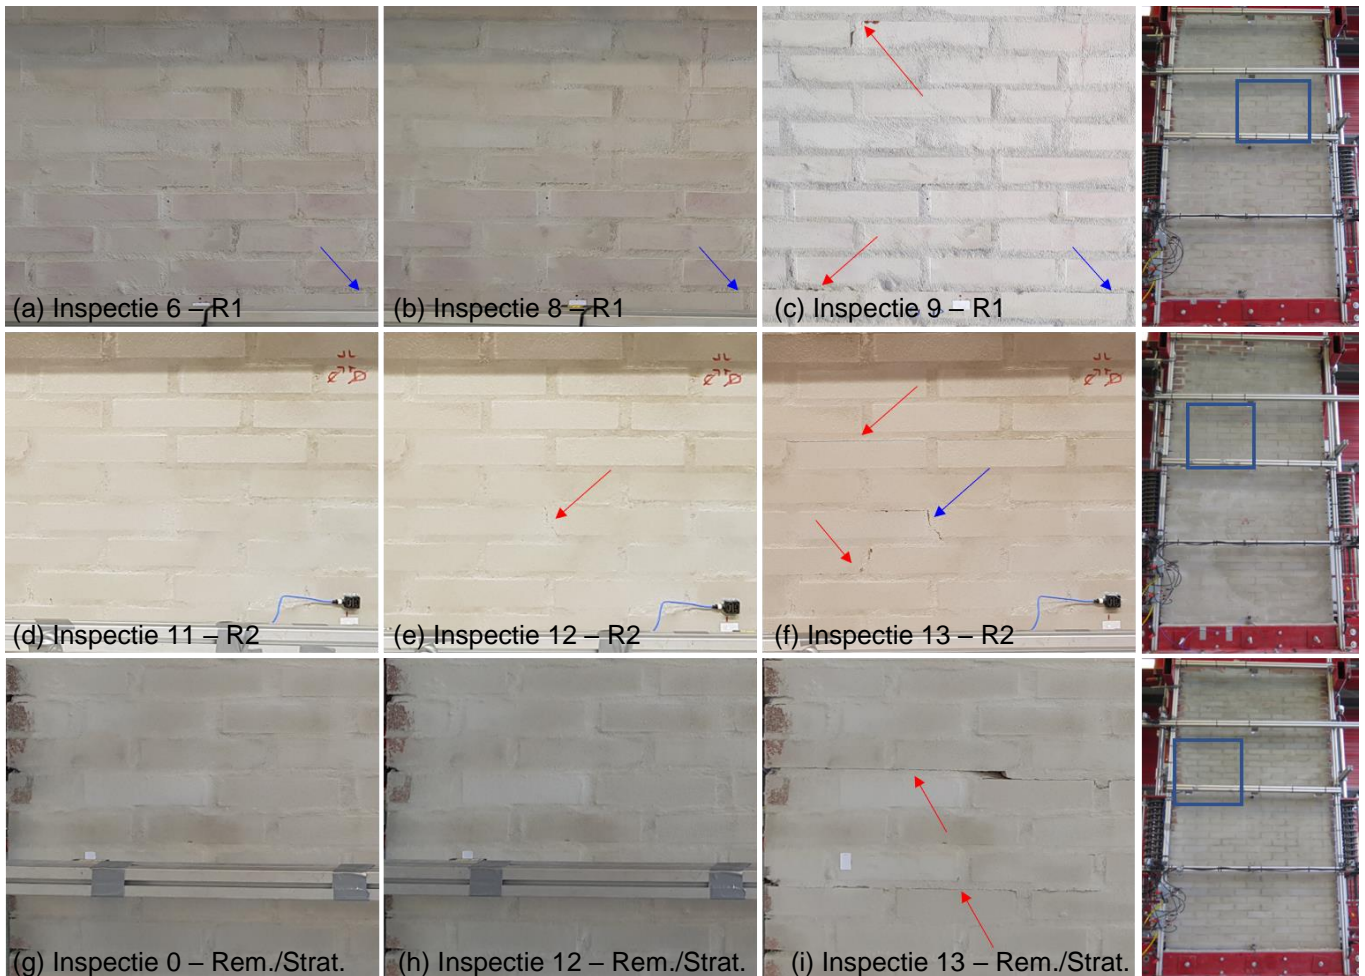 (a) Inspectie 6 – R1
(b) Inspectie 8 – R1
(c) Inspectie 9 – R1
(d) Inspectie 11 – R2
(e) Inspectie 12 – R2
(f) Inspectie 13 – R2
(g) Inspectie 0 – Rem./Strat.
(h) Inspectie 12 – Rem./Strat.
(i) Inspectie 13 – Rem./Strat.